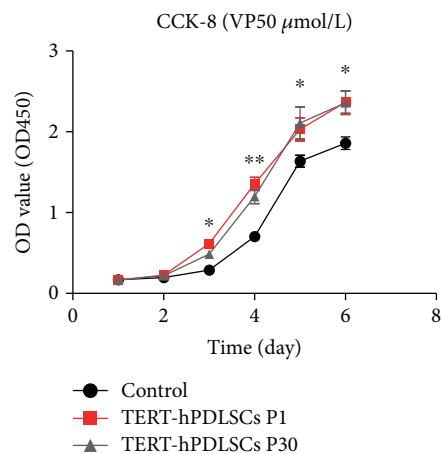 CCK-8 (VP50 μmol/L)
3
2
1
0
OD value (OD450)
*
**
*
*
0 2 4 6 8
Time (day)
Control
TERT-hPDLSCs P1
TERT-hPDLSCs P30